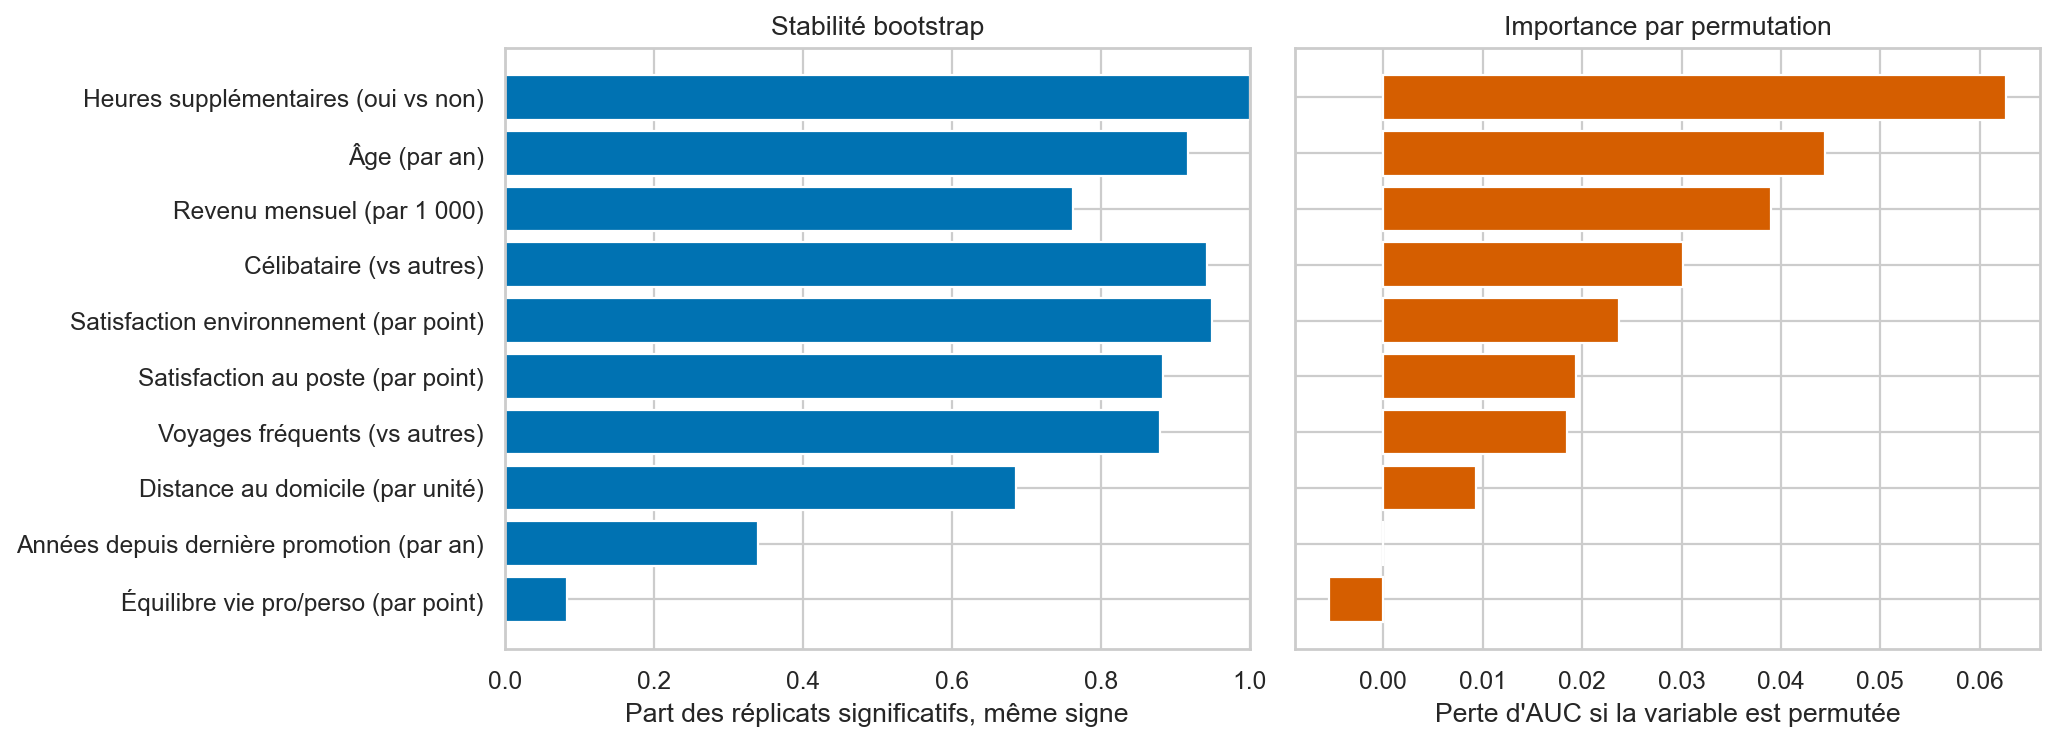 Stabilité bootstrap
Importance par permutation
Heures supplémentaires (oui vs non)
Âge (par an)
Revenu mensuel (par 1 000)
Célibataire (vs autres)
Satisfaction environnement (par point)
Satisfaction au poste (par point)
Voyages fréquents (vs autres)
Distance au domicile (par unité)
Années depuis dernière promotion (par an)
Équilibre vie pro/perso (par point)
0.0 0.2 0.4 0.6 0.8 1.0
0.00 0.01 0.02 0.03 0.04 0.05 0.06
Part des réplicats significatifs, même signe
Perte d'AUC si la variable est permutée